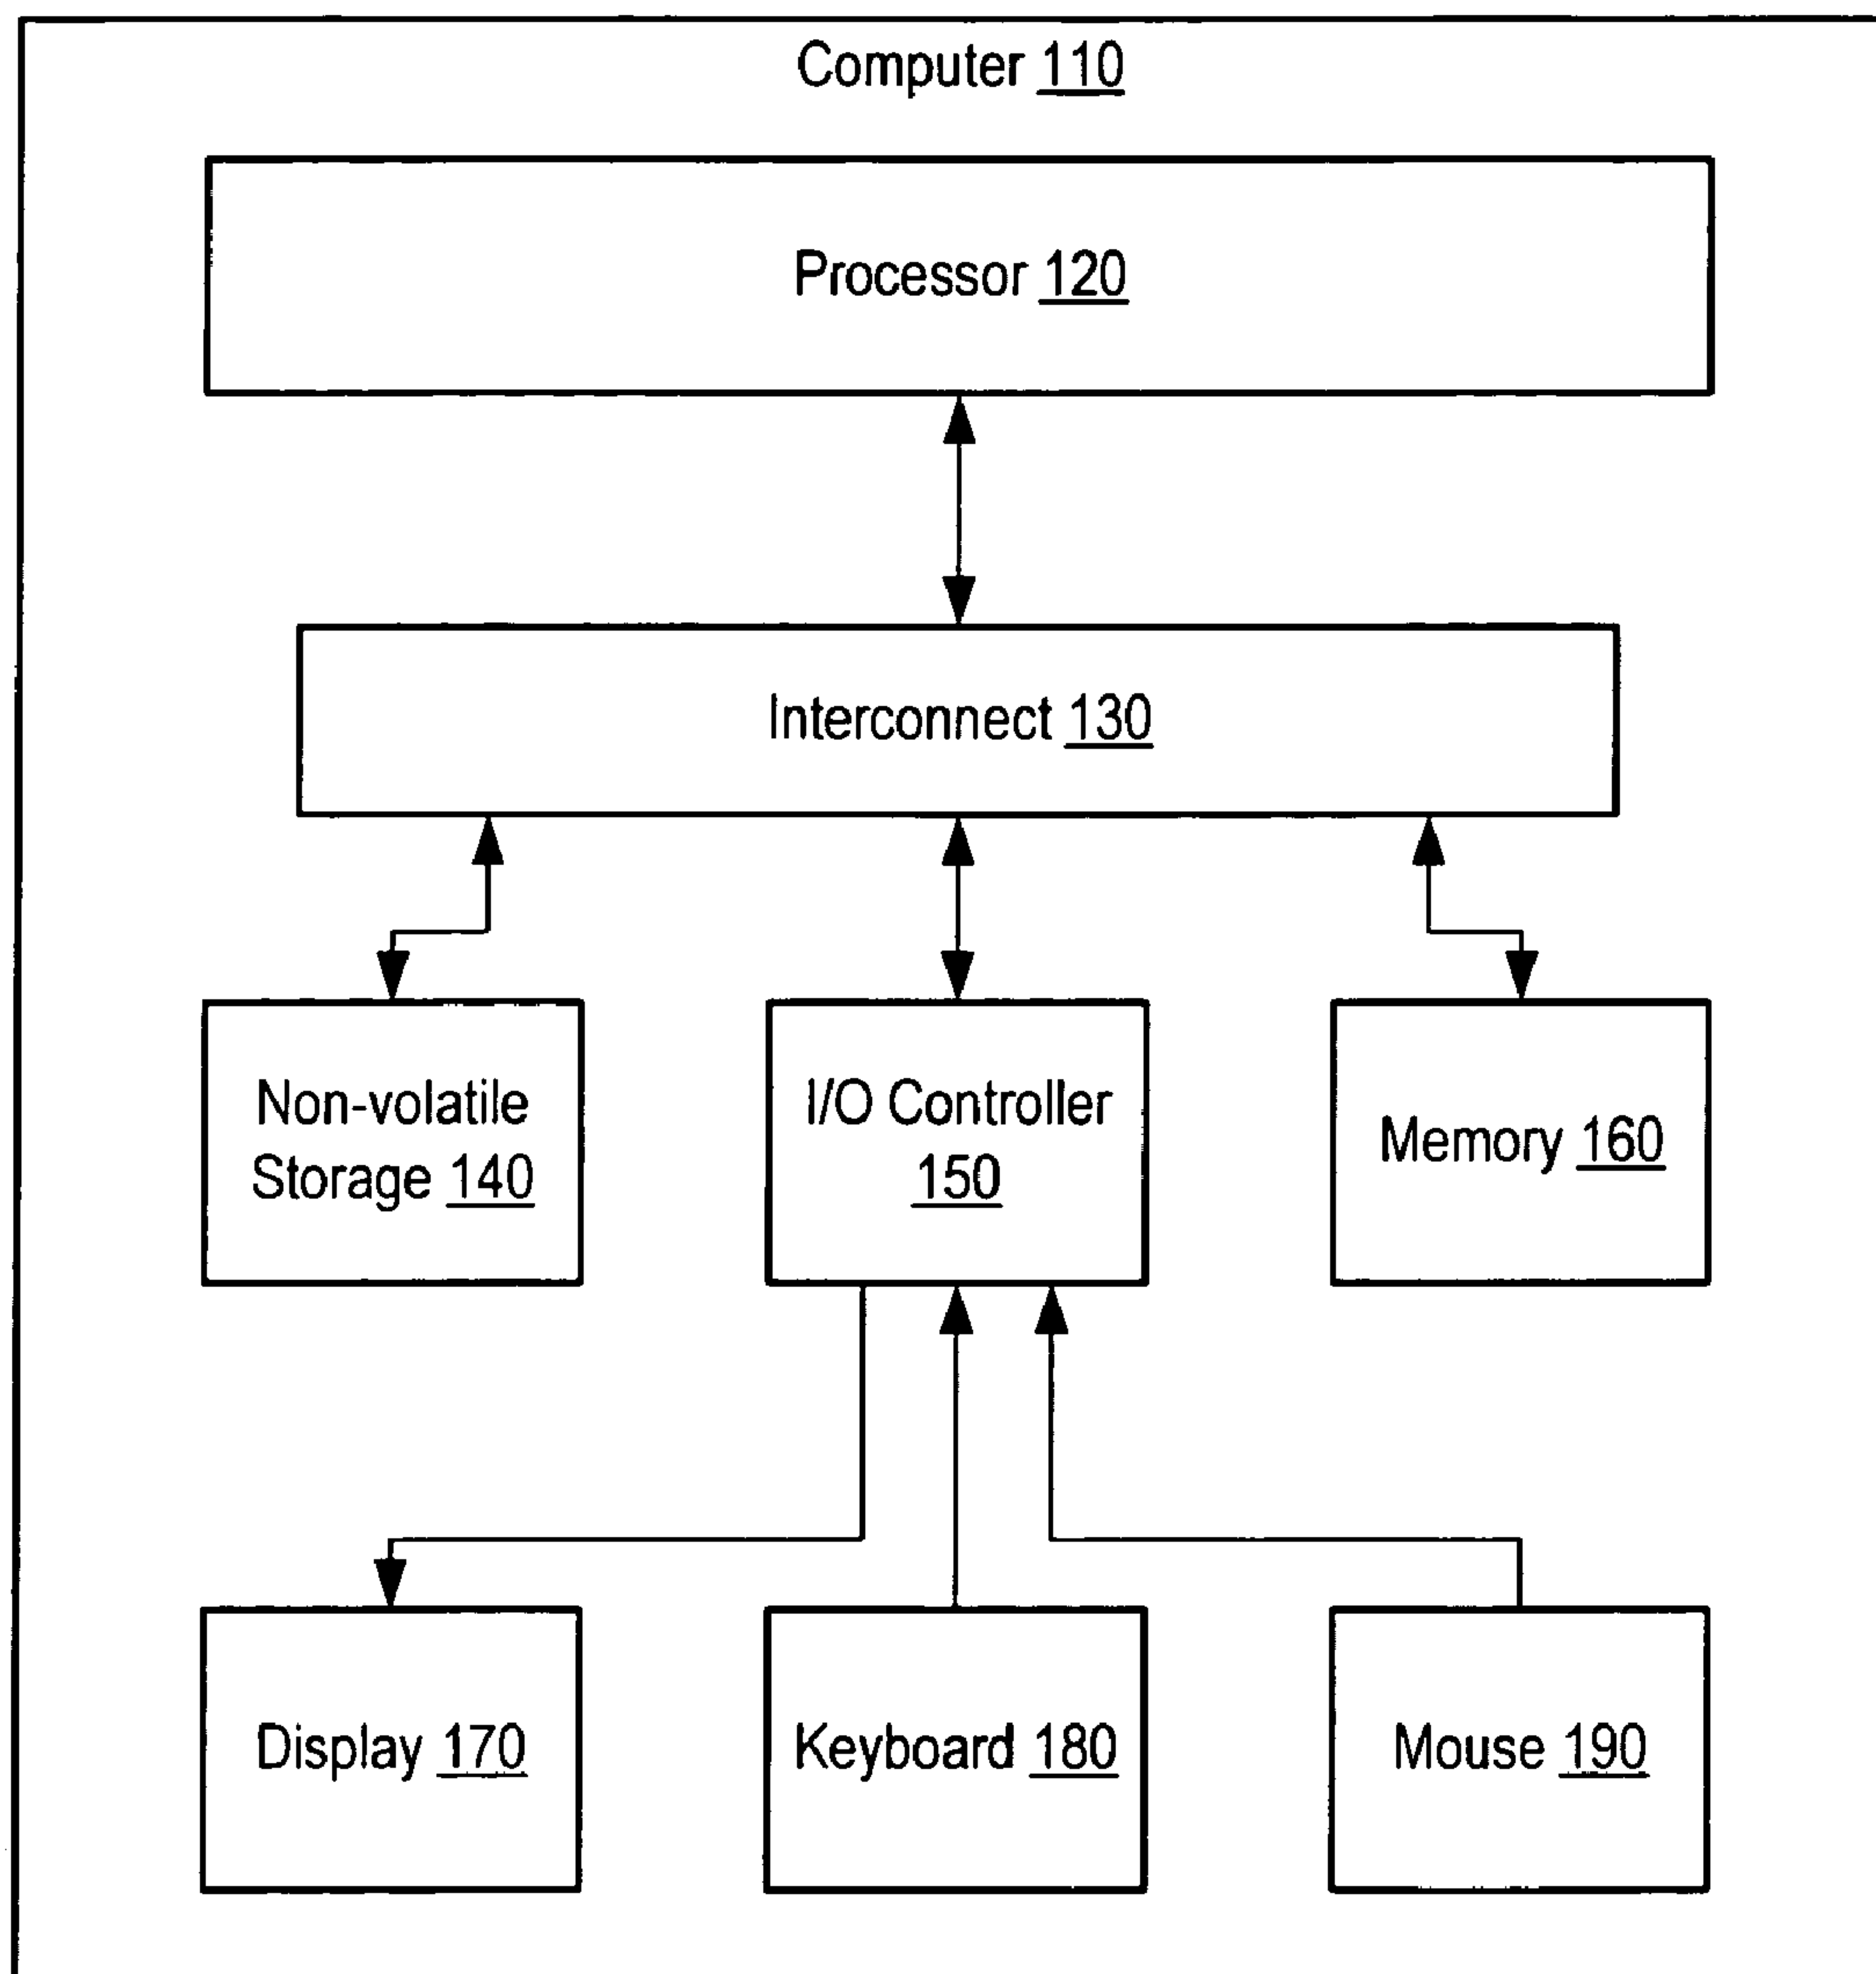 Computer 110
Processor 120
Interconnect 130
Non-volatile
Storage 140
I/O Controller
150
Memory 160
Display 170
Keyboard 180
Mouse 190